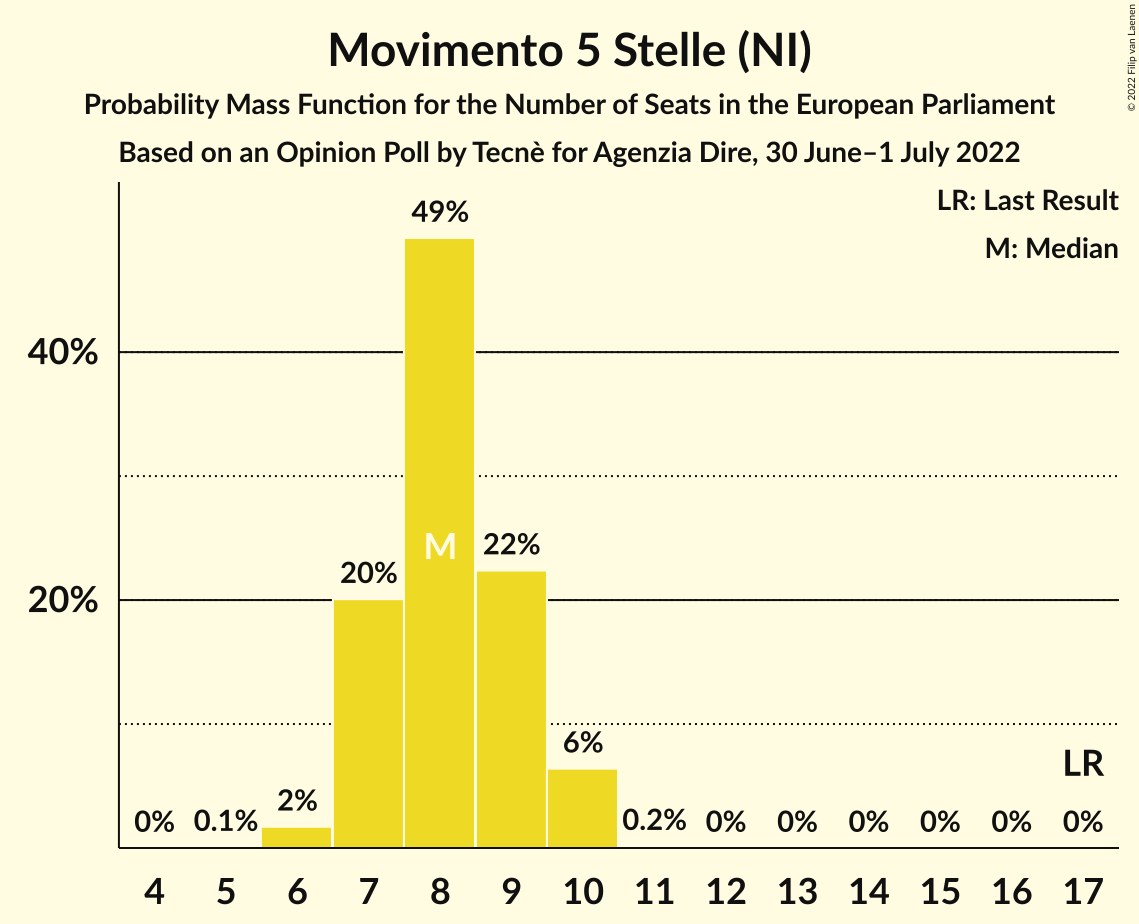 Movimento 5 Stelle (NI)
Probability Mass Function for the Number of Seats in the European Parliament
Based on an Opinion Poll by Tecnè for Agenzia Dire, 30 June–1 July 2022
© 2022 Filip van Laenen
LR: Last Result
M: Median
49%
40%
M
22%
20%
20%
6%
LR
2%
0% 0.1% 0.2% 0% 0% 0% 0% 0% 0%
4 5 6 7 8 9 10 11 12 13 14 15 16 17